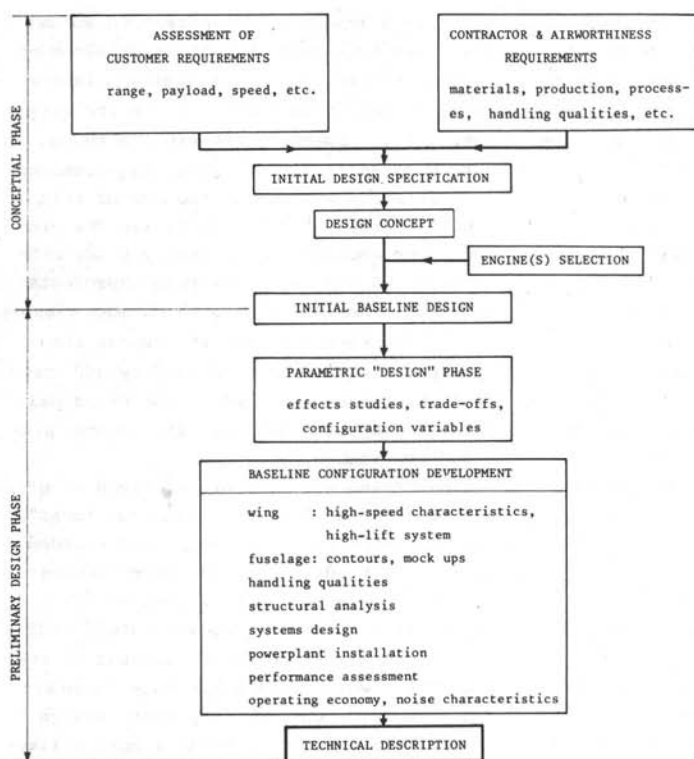 CONCEPTUAL PHASE
ASSESSMENT OF
CUSTOMER REQUIREMENTS
range, payload, speed, etc.
CONTRACTOR & AIRWORTHINESS
REQUIREMENTS
materials, production, process-
es, handling qualities, etc.
INITIAL DESIGN SPECIFICATION
DESIGN CONCEPT
ENGINE(S) SELECTION
INITIAL BASELINE DESIGN
PRELIMINARY DESIGN PHASE
PARAMETRIC "DESIGN" PHASE
effects studies, trade-offs,
configuration variables
BASELINE CONFIGURATION DEVELOPMENT
wing : high-speed characteristics,
high-lift system
fuselage: contours, mock ups
handling qualities
structural analysis
systems design
powerplant installation
performance assessment
operating economy, noise characteristics
TECHNICAL DESCRIPTION